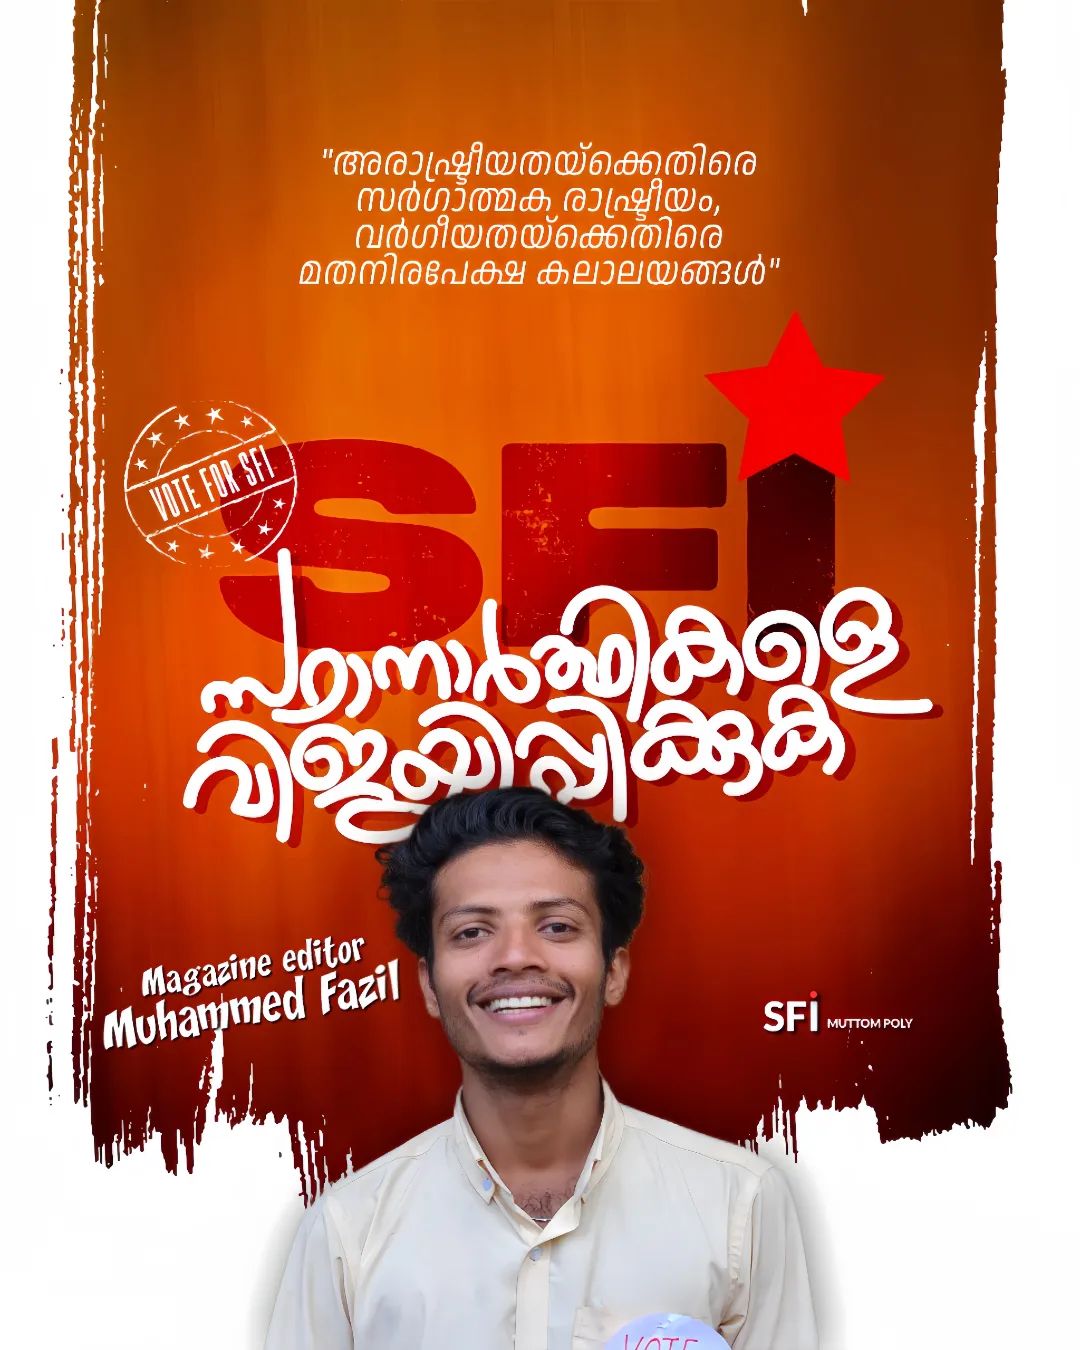 "അരാഷ്ട്രീയതയ്ക്കെതിരെ
സർഗാത്മക രാഷ്ട്രീയം,
വർഗീയതയ്ക്കെതിരെ
മതനിരപേക്ഷ കലാലയങ്ങൾ"
VOTE FOR SFI
SFi
സ്ഥാനാർത്ഥികളെ
വിജയിപ്പിക്കുക
Magazine editor
Muhammed Fazil
SFi MUTTOM POLY
VOTE